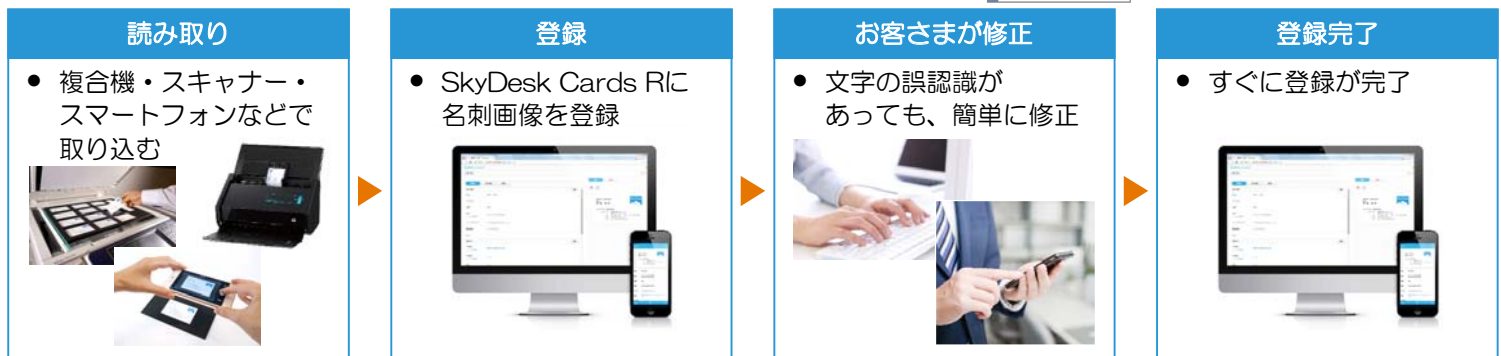 読み取り
● 複合機・スキャナー・
スマートフォンなどで
取り込む
登録
● SkyDesk Cards Rに
名刺画像を登録
お客さまが修正
● 文字の誤認識が
あっても、簡単に修正
登録完了
● すぐに登録が完了